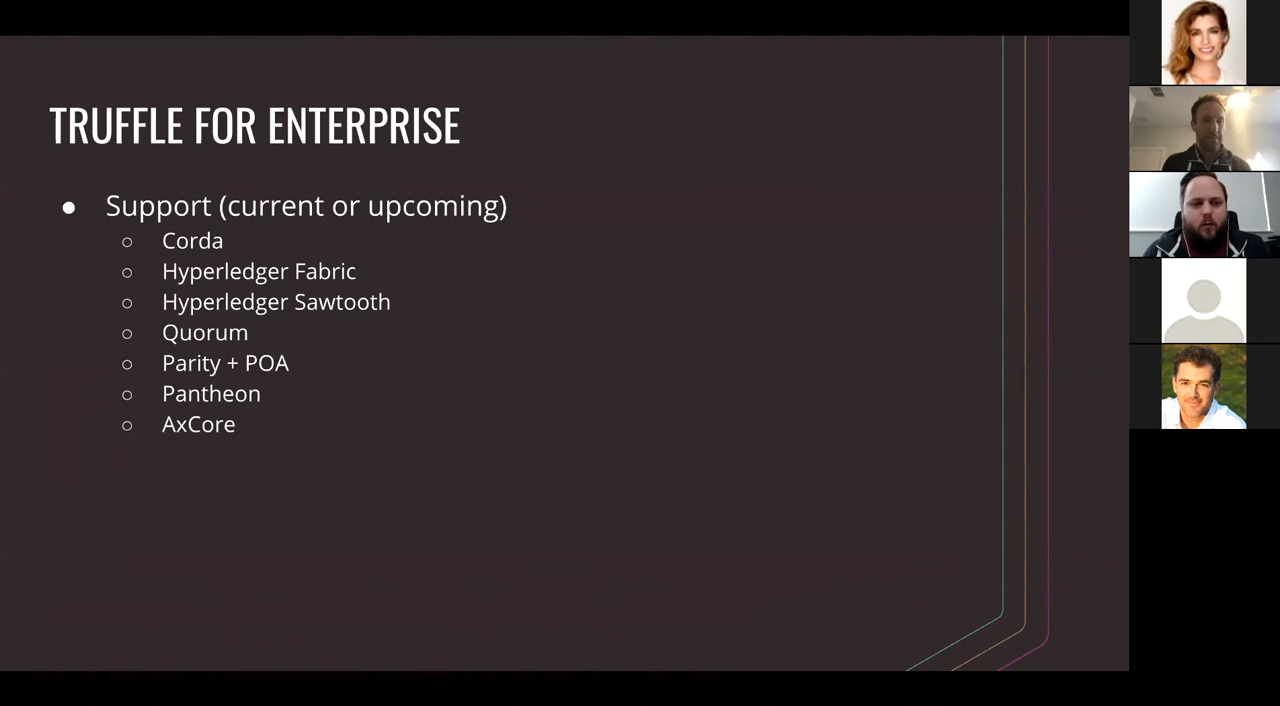 TRUFFLE FOR ENTERPRISE
● Support (current or upcoming)
○ Corda
○ Hyperledger Fabric
○ Hyperledger Sawtooth
○ Quorum
○ Parity + POA
○ Pantheon
○ AxCore